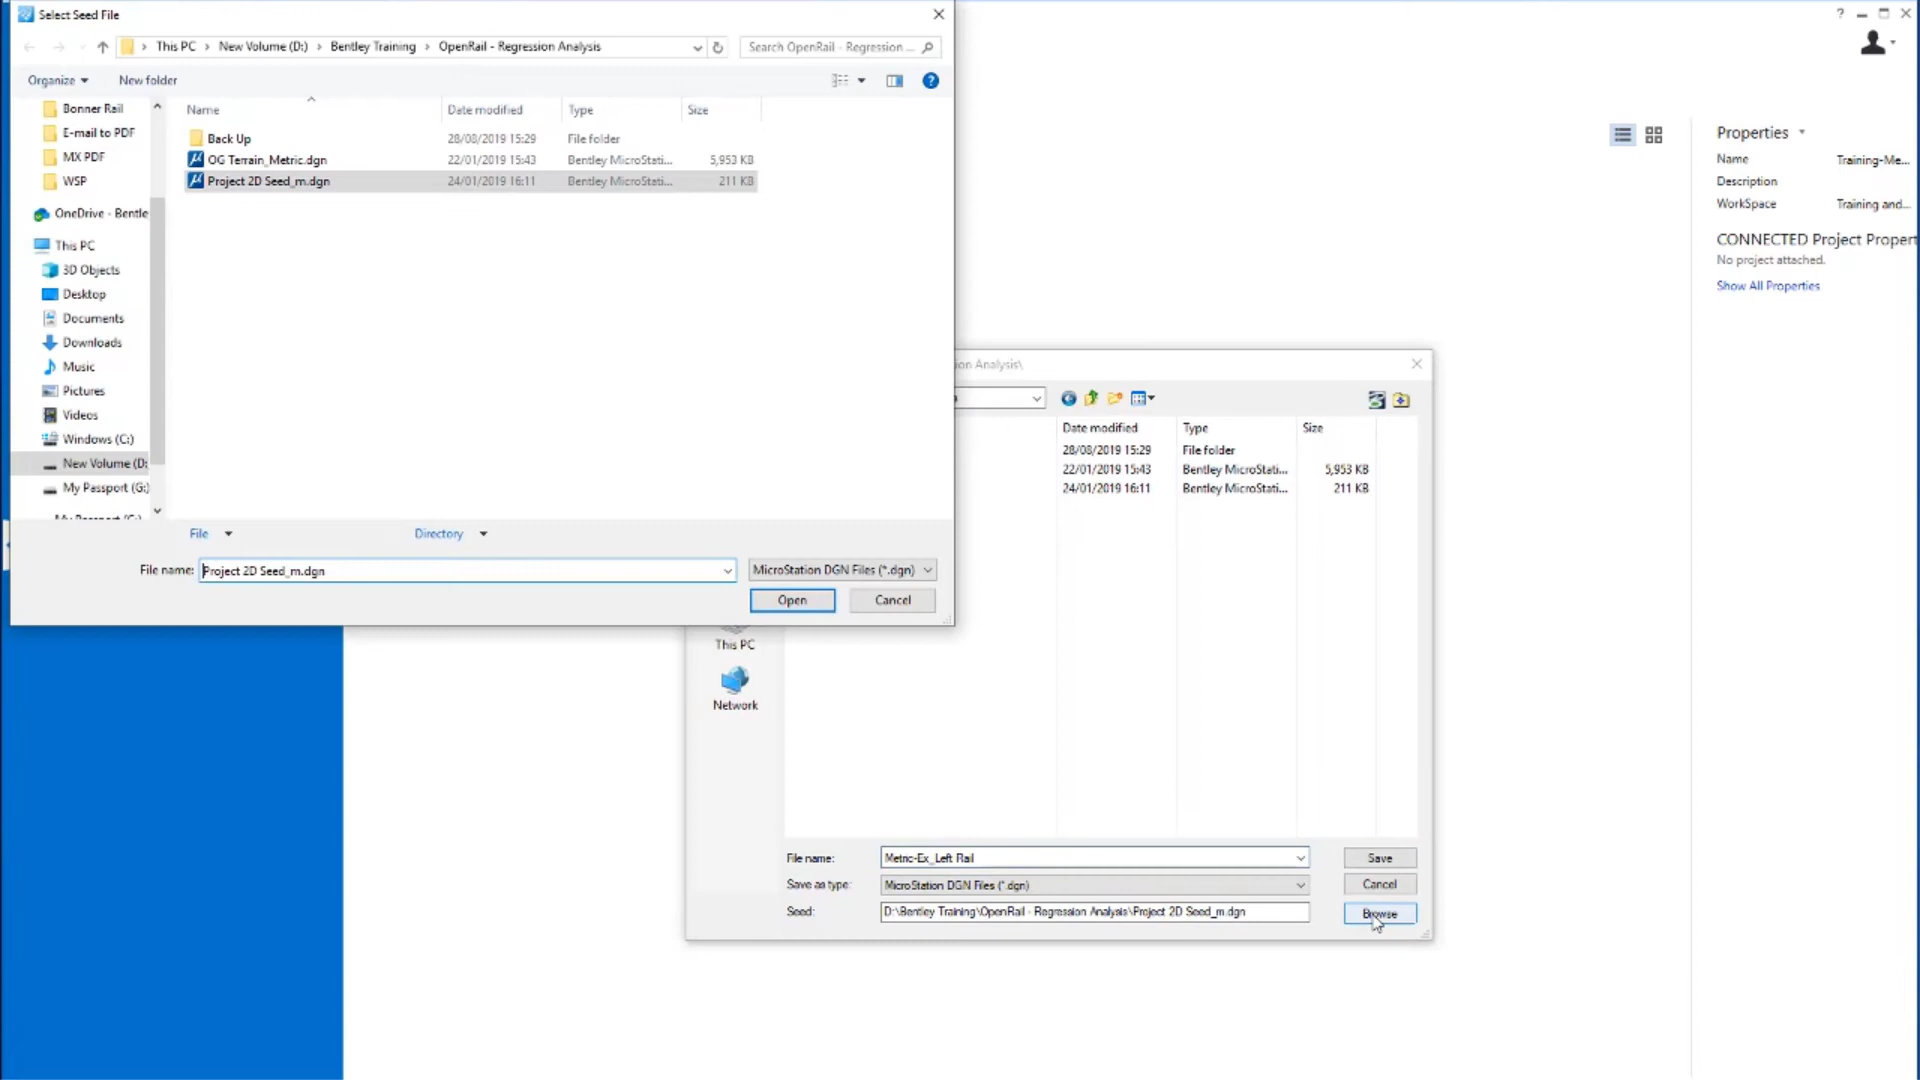 Select Seed File
This PC > New Volume (D:) > Bentley Training > OpenRail - Regression Analysis
Search OpenRail - Regression ...
Organize
New folder
?
Bonner Rail
E-mail to PDF
MX PDF
WSP
OneDrive - Bentle
This PC
3D Objects
Desktop
Documents
Downloads
Music
Pictures
Videos
Windows (C:)
New Volume (D:
My Passport (G:)
My Passport (G:)
Name Date modified Type Size
Back Up 28/08/2019 15:29 File folder
OG Terrain_Metric.dgn 22/01/2019 15:43 Bentley MicroStati... 5,953 KB
Project 2D Seed_m.dgn 24/01/2019 16:11 Bentley MicroStati... 211 KB
File
Directory
File name: Project 2D Seed_m.dgn
MicroStation DGN Files (*.dgn)
Open
Cancel
ion Analysis\
Date modified Type Size
28/08/2019 15:29 File folder
22/01/2019 15:43 Bentley MicroStati... 5,953 KB
24/01/2019 16:11 Bentley MicroStati... 211 KB
This PC
Network
File name: Metric-Ex_Left Rail
Save
Save as type: MicroStation DGN Files (*.dgn)
Cancel
Seed: D:\Bentley Training\OpenRail - Regression Analysis\Project 2D Seed_m.dgn
Browse
?
Properties
Name Training-Me...
Description
WorkSpace Training and...
CONNECTED Project Propert
No project attached.
Show All Properties